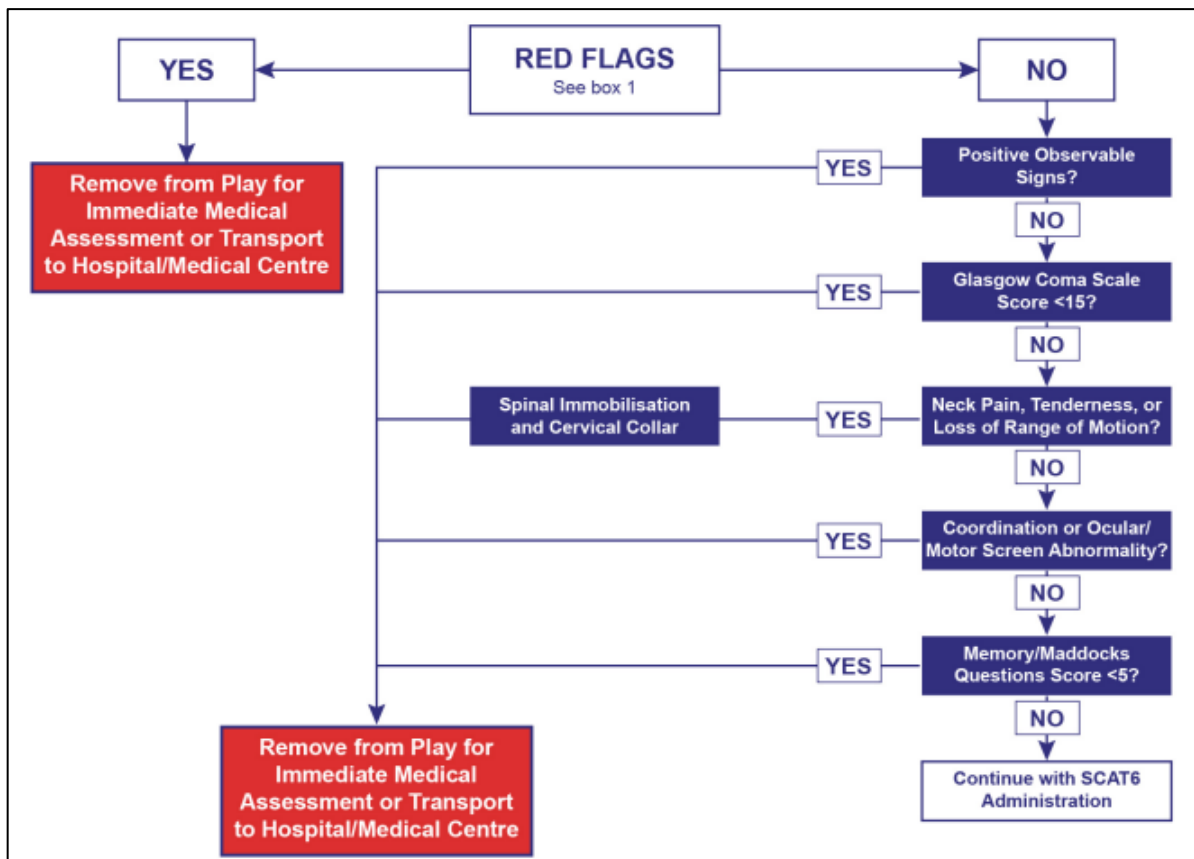 RED FLAGS
See box 1
YES
NO
Remove from Play for
Immediate Medical
Assessment or Transport
to Hospital/Medical Centre
Positive Observable
Signs?
YES
NO
Glasgow Coma Scale
Score <15?
YES
NO
Neck Pain, Tenderness, or
Loss of Range of Motion?
YES
Spinal Immobilisation
and Cervical Collar
NO
Coordination or Ocular/
Motor Screen Abnormality?
YES
NO
Memory/Maddocks
Questions Score <5?
YES
NO
Remove from Play for
Immediate Medical
Assessment or Transport
to Hospital/Medical Centre
Continue with SCAT6
Administration